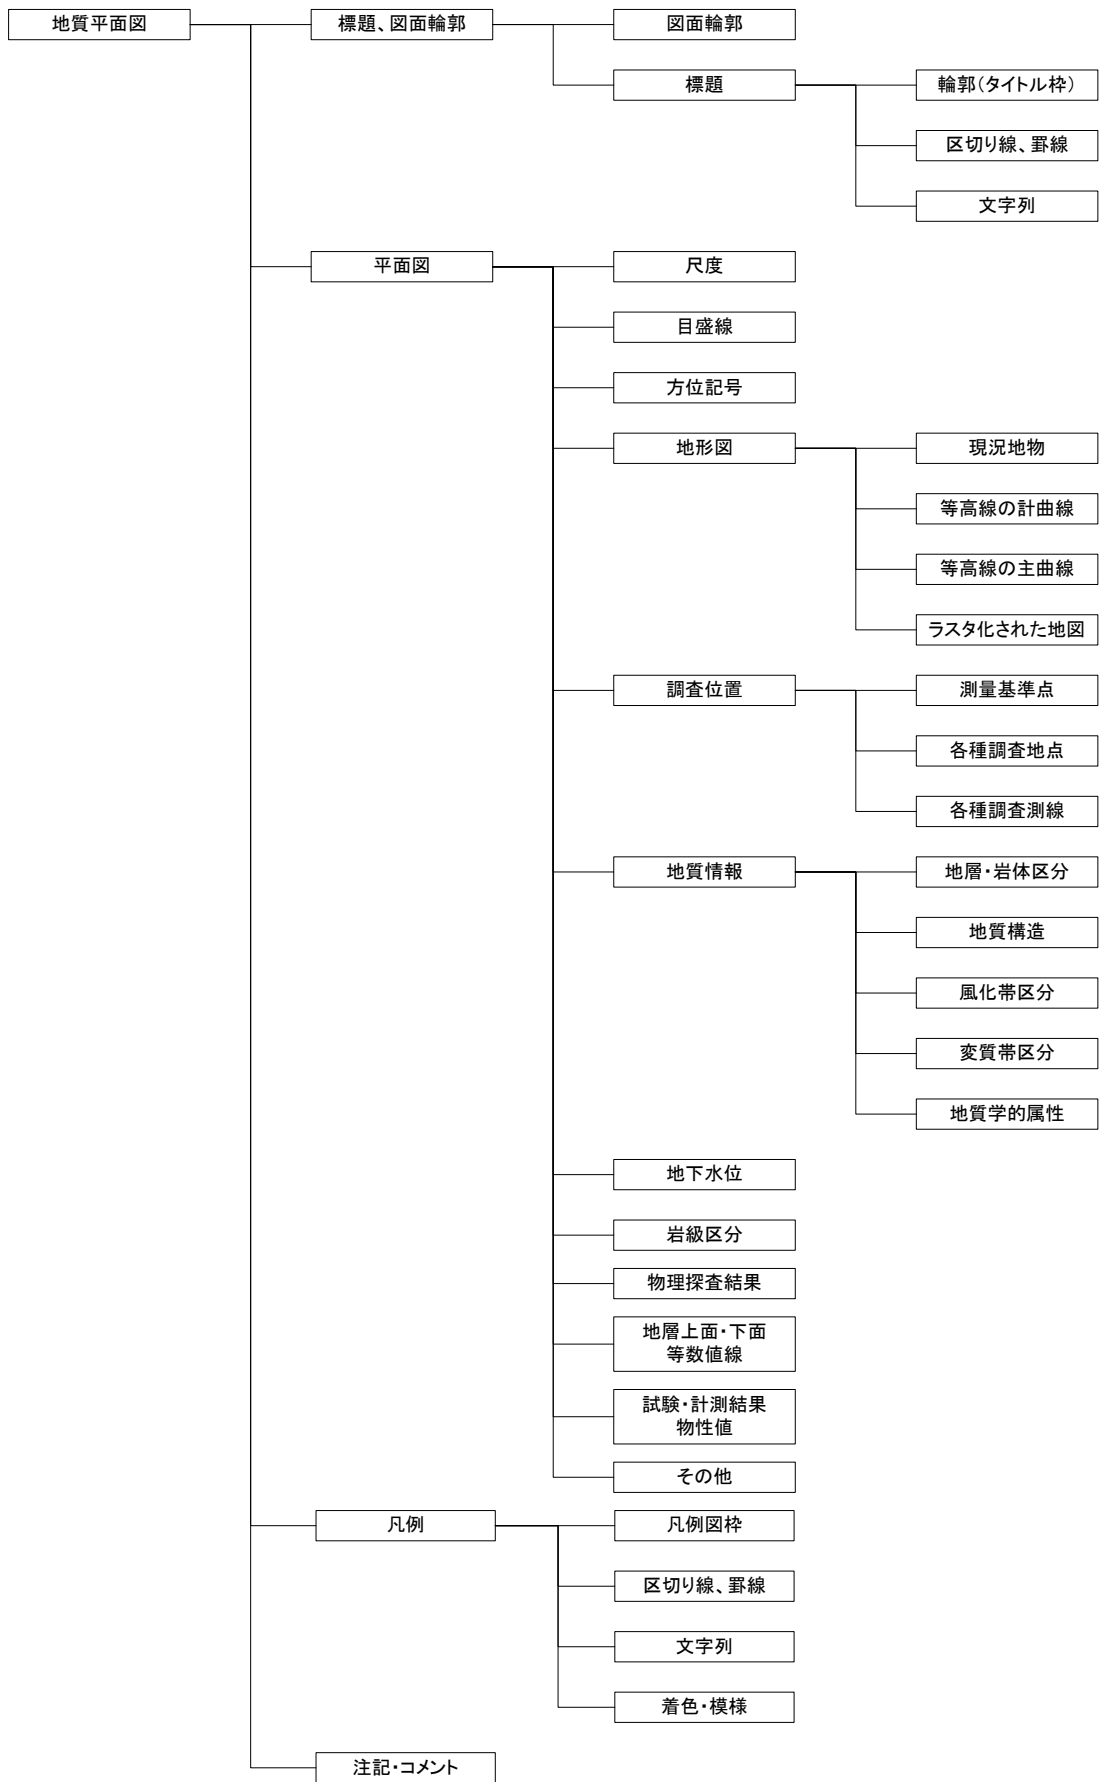 地質平面図
標題、図面輪郭
図面輪郭
標題
輪郭(タイトル枠)
区切り線、罫線
文字列
平面図
尺度
目盛線
方位記号
地形図
現況地物
等高線の計曲線
等高線の主曲線
ラスタ化された地図
調査位置
測量基準点
各種調査地点
各種調査測線
地質情報
地層・岩体区分
地質構造
風化帯区分
変質帯区分
地質学的属性
地下水位
岩級区分
物理探査結果
地層上面・下面
等数値線
試験・計測結果
物性値
その他
凡例
凡例図枠
区切り線、罫線
文字列
着色・模様
注記・コメント